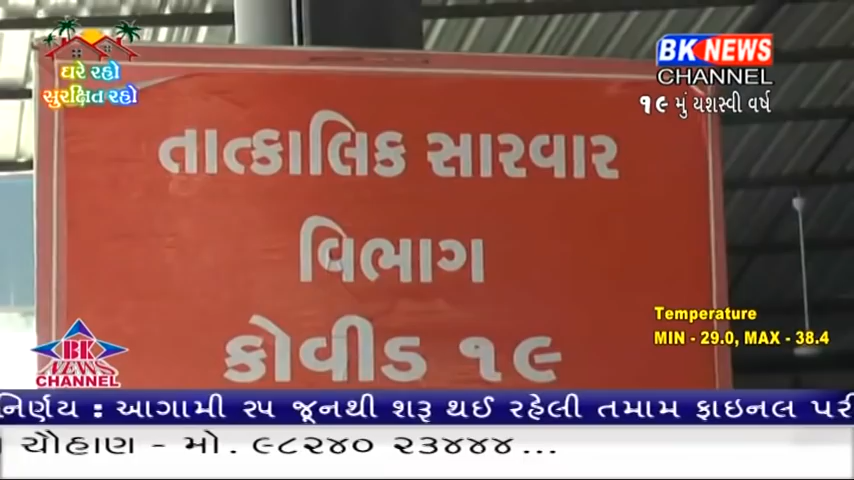 ઘરે રહો
સુરક્ષિત રહો
BK NEWS
CHANNEL
૧૯ મું યશસ્વી વર્ષ
તાત્કાલિક સારવાર
વિભાગ
કોવીડ ૧૯
Temperature
MIN - 29.0, MAX - 38.4
BK
NEWS
CHANNEL
નિર્ણય : આગામી ૨૫ જૂનથી શરૂ થઈ રહેલી તમામ ફાઇનલ પરી
ચૌહાણ - મો. ૯૮૨૪૦ ૨૩૪૪૪...